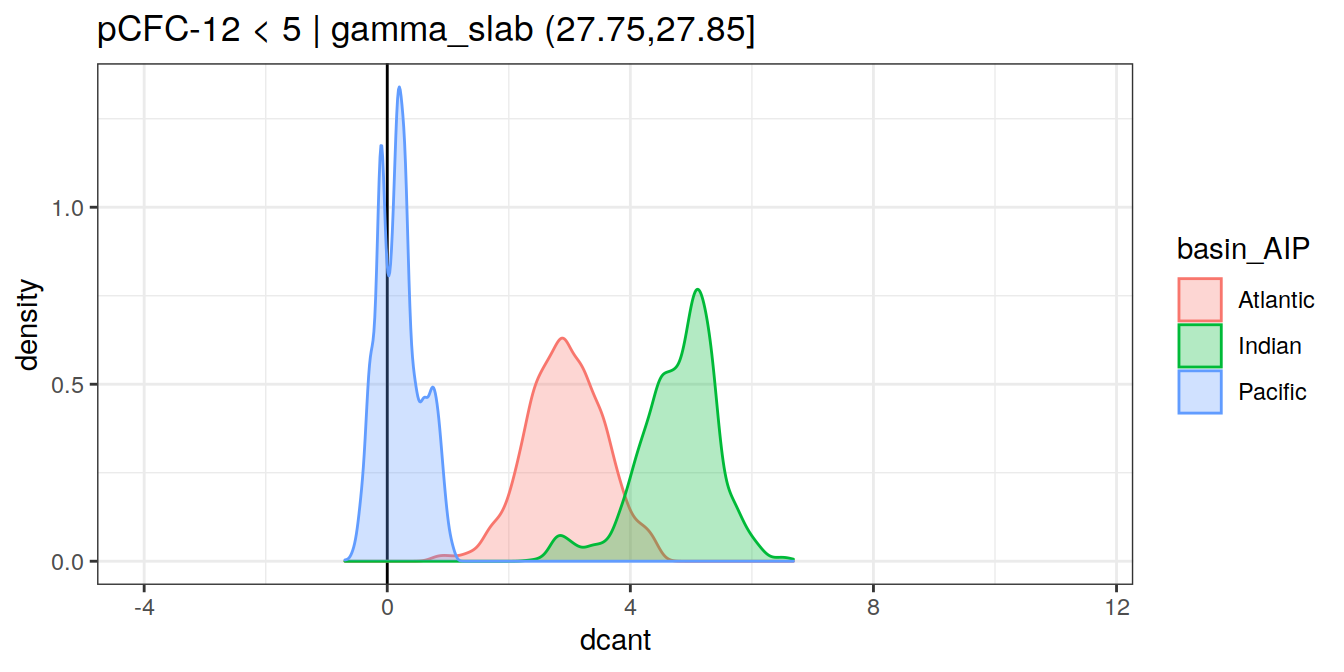 pCFC-12 < 5 | gamma_slab (27.75,27.85]
density
1.0
0.5
0.0
-4
0
4
8
12
dcant
basin_AIP
Atlantic
Indian
Pacific